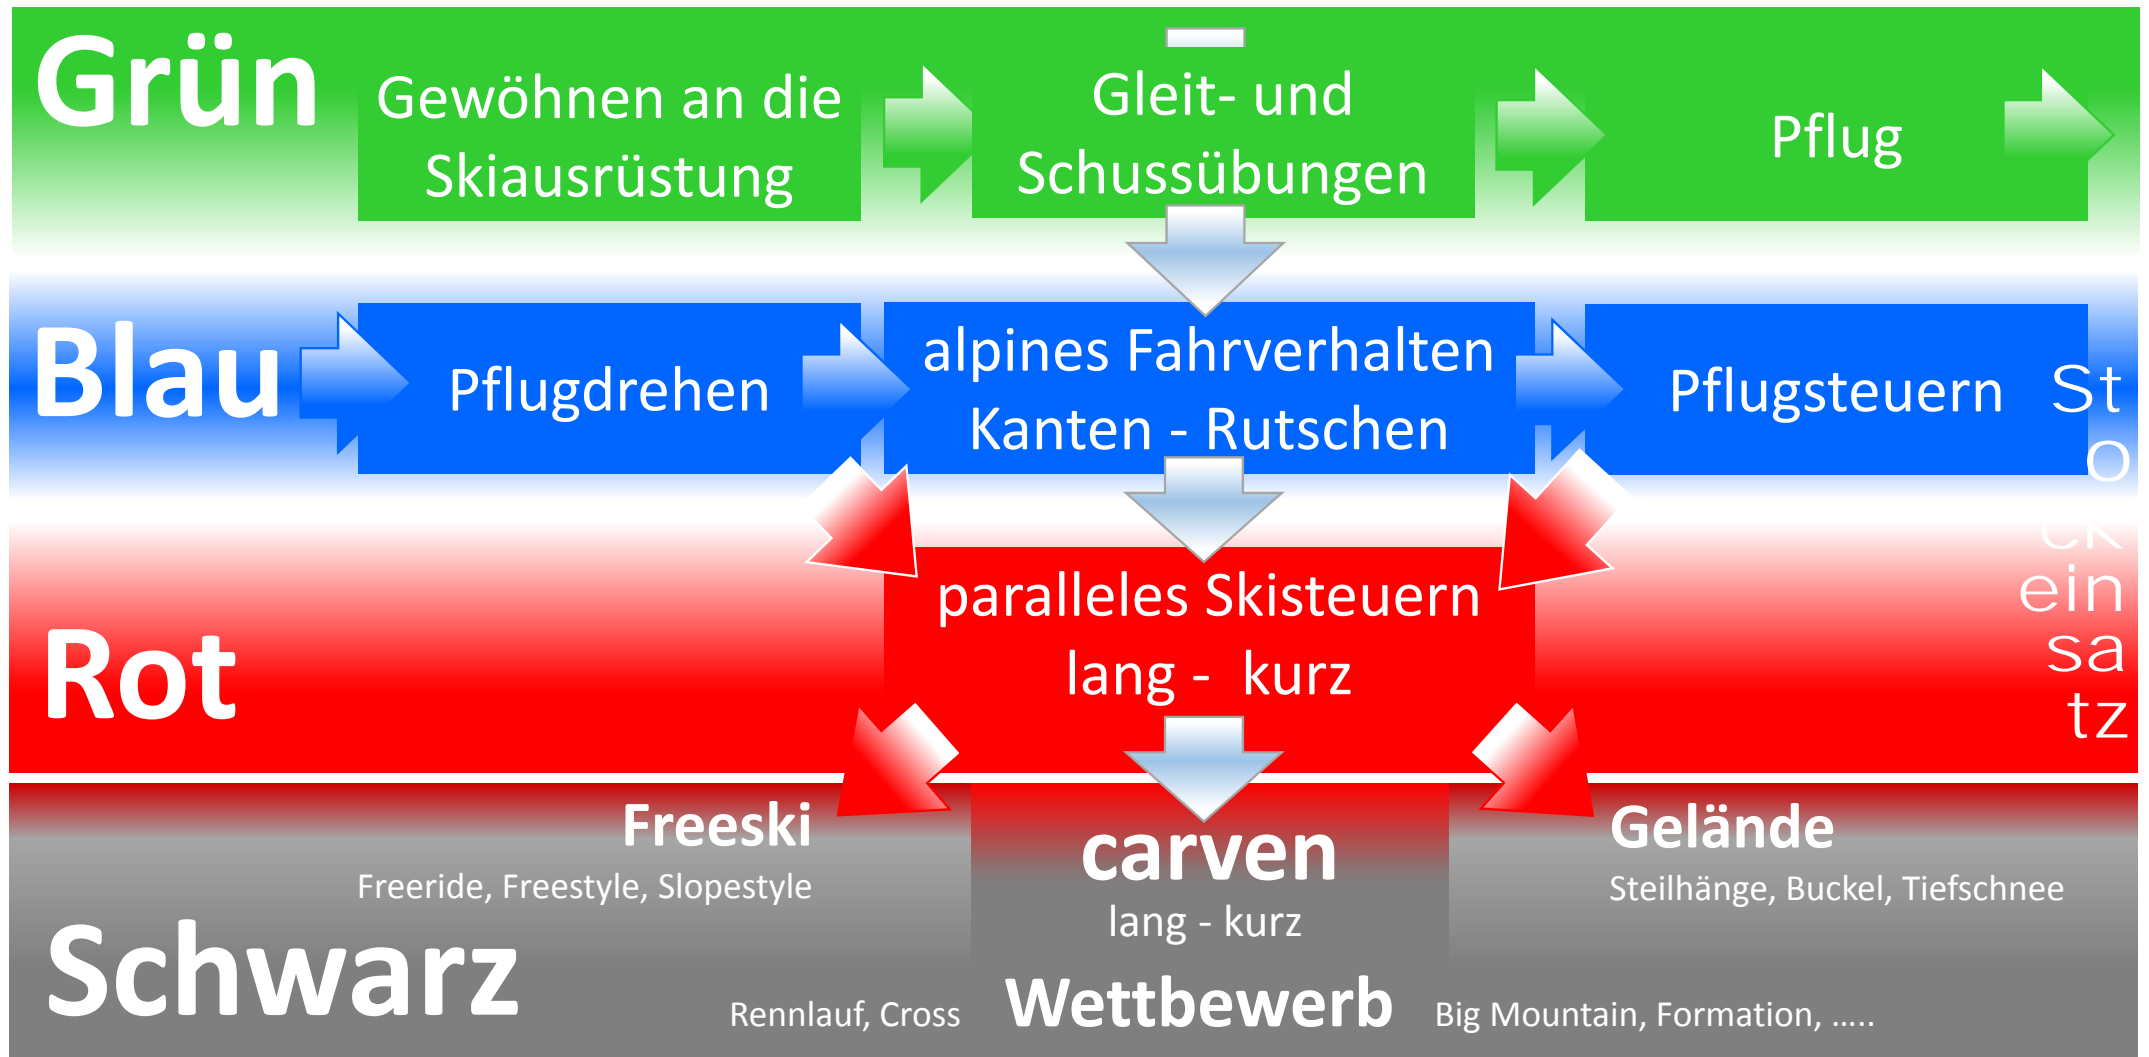 Grün
Gewöhnen an die
Skiausrüstung
Gleit- und
Schussübungen
Pflug
Blau
Pflugdrehen
alpines Fahrverhalten
Kanten - Rutschen
Pflugsteuern
St
o
ck
ein
sa
tz
Rot
paralleles Skisteuern
lang - kurz
Schwarz
Freeski
Freeride, Freestyle, Slopestyle
carven
lang - kurz
Gelände
Steilhänge, Buckel, Tiefschnee
Rennlauf, Cross Wettbewerb Big Mountain, Formation, .....